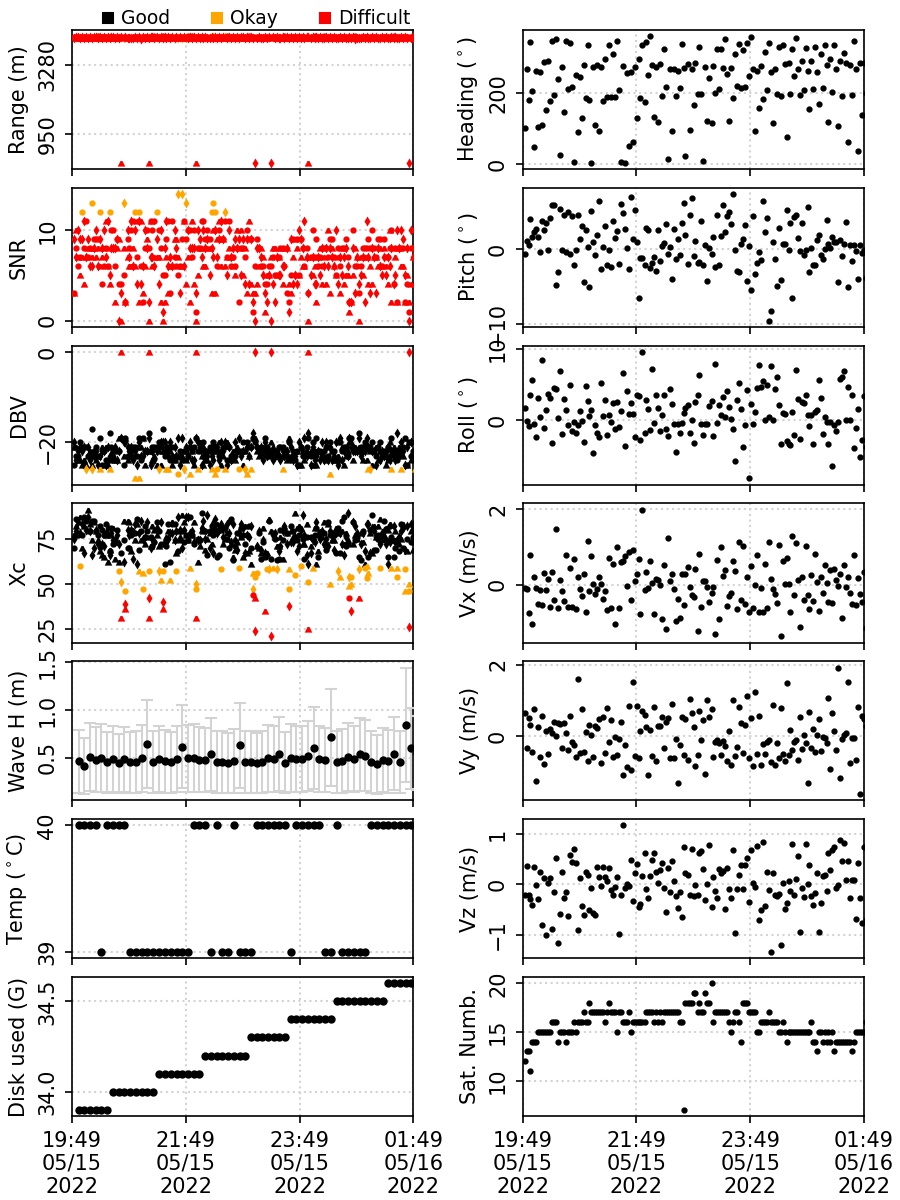 Good Okay Difficult
Range (m)
3280
950
Heading (°)
200
0
SNR
10
0
Pitch (°)
0
−10
DBV
0
−20
Roll (°)
10
0
Xc
75
50
25
Vx (m/s)
2
0
Wave H (m)
1.5
1.0
0.5
Vy (m/s)
2
0
Temp (°C)
40
39
Vz (m/s)
1
0
−1
Disk used (G)
34.5
34.0
Sat. Numb.
20
15
10
19:49 21:49 23:49 01:49
05/15 05/15 05/15 05/16
2022 2022 2022 2022
19:49 21:49 23:49 01:49
05/15 05/15 05/15 05/16
2022 2022 2022 2022